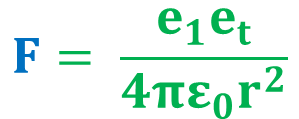 F = e₁eₜ / 4πε₀r²